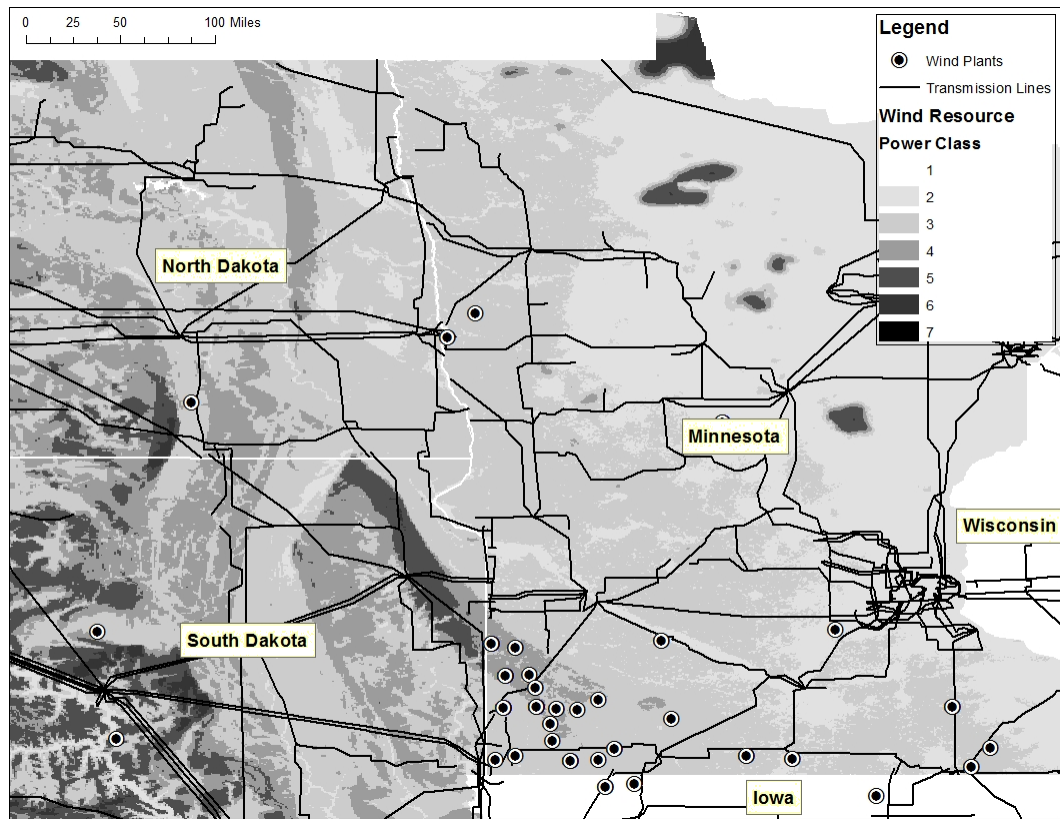 0 25 50 100 Miles
Legend
Wind Plants
Transmission Lines
Wind Resource
Power Class
1
2
3
4
5
6
7
North Dakota
Minnesota
Wisconsin
South Dakota
Iowa